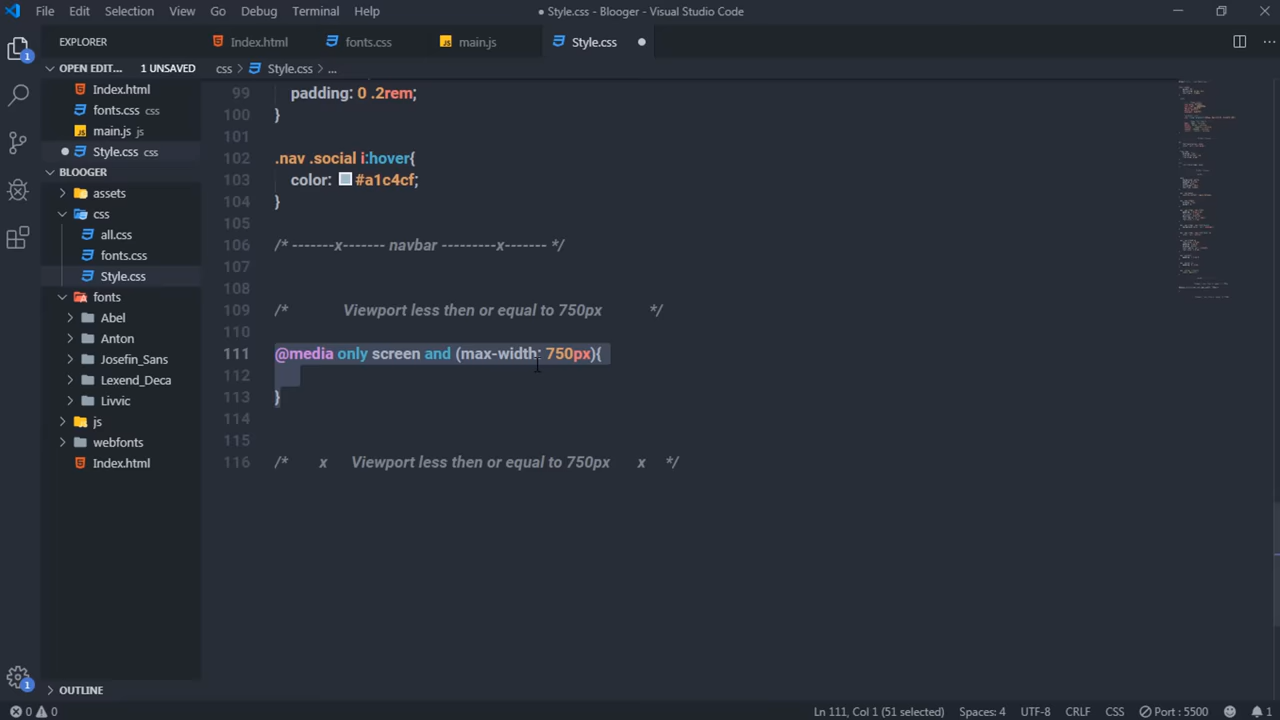 File Edit Selection View Go Debug Terminal Help
● Style.css - Blooger - Visual Studio Code
EXPLORER
Index.html fonts.css main.js Style.css
OPEN EDIT... 1 UNSAVED
css > Style.css > ...
Index.html
fonts.css css
main.js js
Style.css css
BLOOGER
assets
css
all.css
fonts.css
Style.css
fonts
Abel
Anton
Josefin_Sans
Lexend_Deca
Livvic
js
webfonts
Index.html
OUTLINE
99 padding: 0 .2rem;
100 }
101
102 .nav .social i:hover{
103 color: #a1c4cf;
104 }
105
106 /* -------x------- navbar ---------x------- */
107
108
109 /* Viewport less then or equal to 750px */
110
111 @media only screen and (max-width: 750px){
112
113 }
114
115
116 /* x Viewport less then or equal to 750px x */
1
1
0 0
Ln 111, Col 1 (51 selected) Spaces: 4 UTF-8 CRLF CSS Port : 5500 1